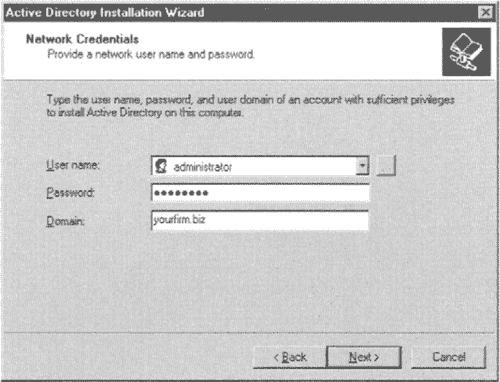 Active Directory Installation Wizard
Network Credentials
Provide a network user name and password.
Type the user name, password, and user domain of an account with sufficient privileges
to install Active Directory on this computer.
User name:
administrator
Password:
••••••••
Domain:
yourfirm.biz
< Back
Next >
Cancel